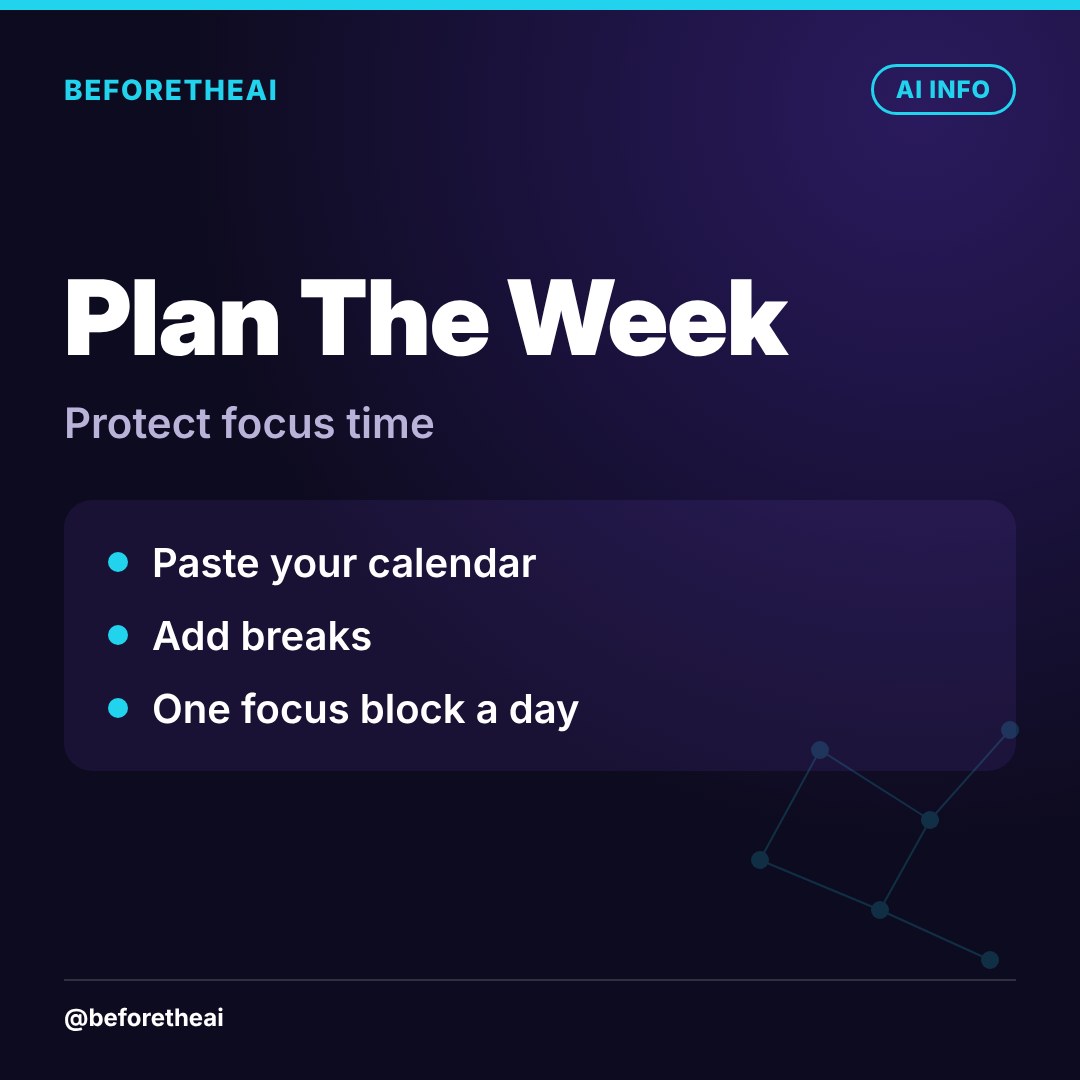 BEFORETHEAI
AI INFO
Plan The Week
Protect focus time
Paste your calendar
Add breaks
One focus block a day
@beforetheai